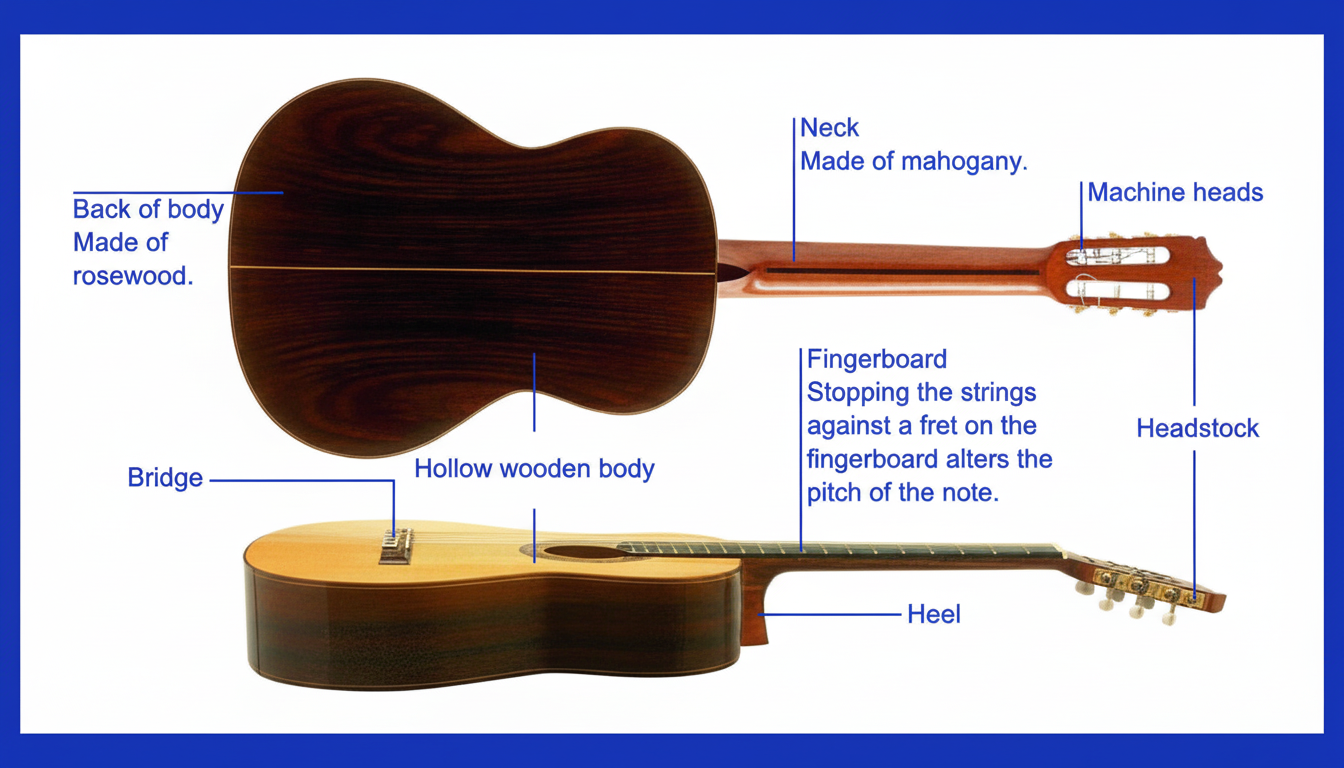 Neck
Made of mahogany.
Machine heads
Back of body
Made of
rosewood.
Fingerboard
Stopping the strings
against a fret on the
fingerboard alters the
pitch of the note.
Headstock
Hollow wooden body
Bridge
Heel